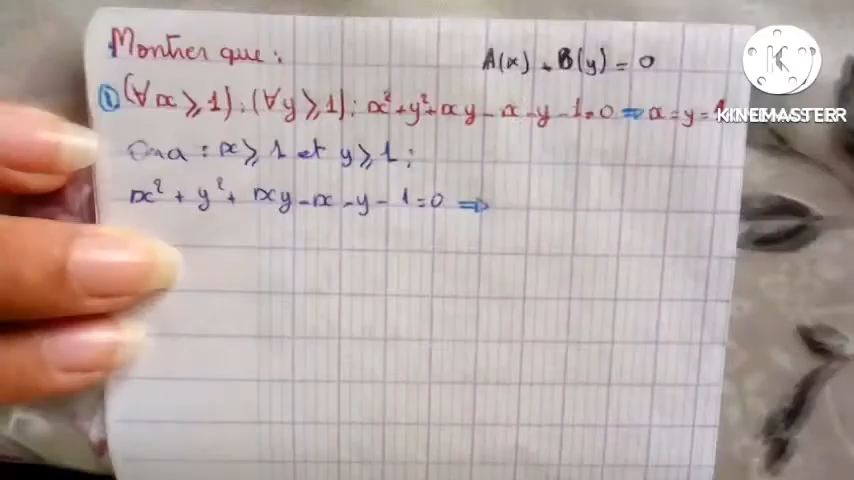 Montrer que :
A(x) + B(y) = 0
① (∀x ⩾ 1) ; (∀y ⩾ 1) ; x² + y² + xy - x - y - 1 = 0 ⇒ x = y = 1
On a : x ⩾ 1 et y ⩾ 1 ;
x² + y² + xy - x - y - 1 = 0 ⇒
K
KINEMASTER